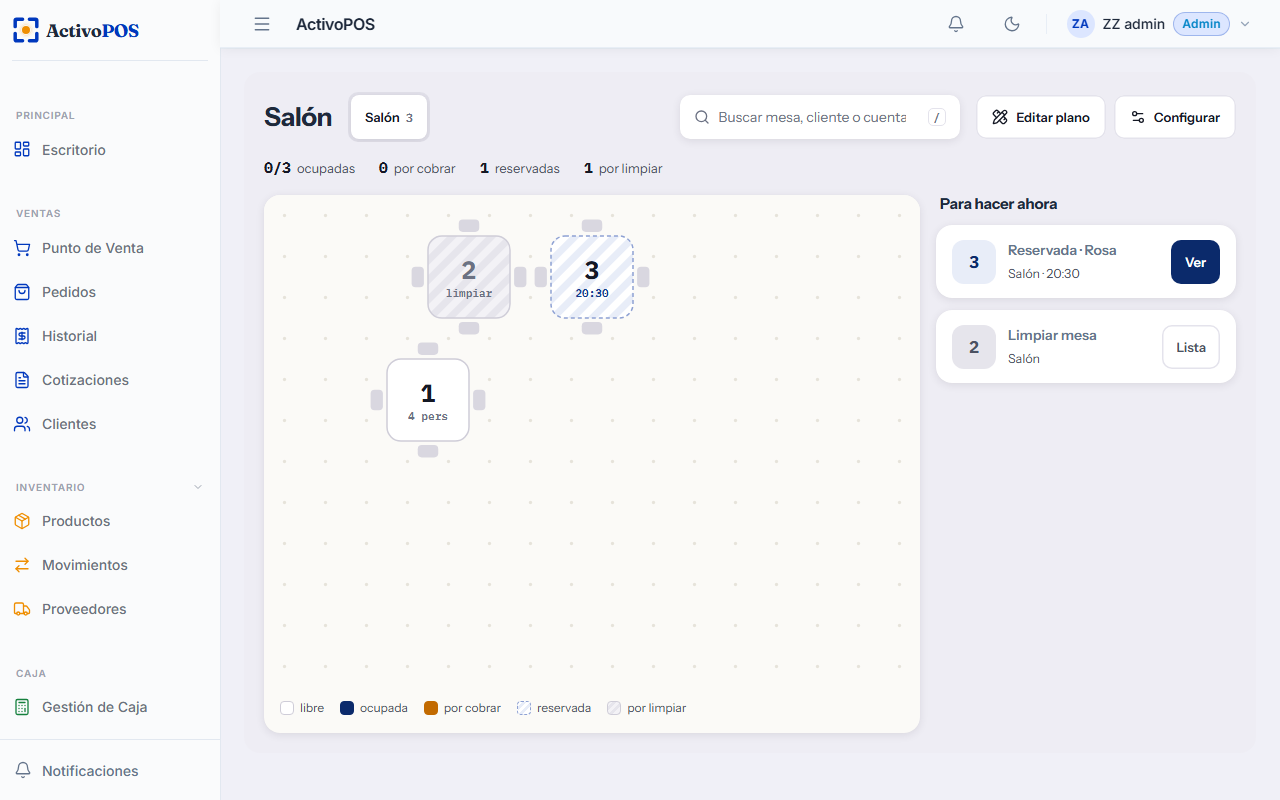 ActivoPOS
ActivoPOS
ZA
ZZ admin
Admin
PRINCIPAL
Escritorio
VENTAS
Punto de Venta
Pedidos
Historial
Cotizaciones
Clientes
INVENTARIO
Productos
Movimientos
Proveedores
CAJA
Gestión de Caja
Notificaciones
Salón
Salón 3
Buscar mesa, cliente o cuenta
/
Editar plano
Configurar
0/3 ocupadas
0 por cobrar
1 reservadas
1 por limpiar
2
limpiar
3
20:30
1
4 pers
libre
ocupada
por cobrar
reservada
por limpiar
Para hacer ahora
3
Reservada · Rosa
Salón · 20:30
Ver
2
Limpiar mesa
Salón
Lista